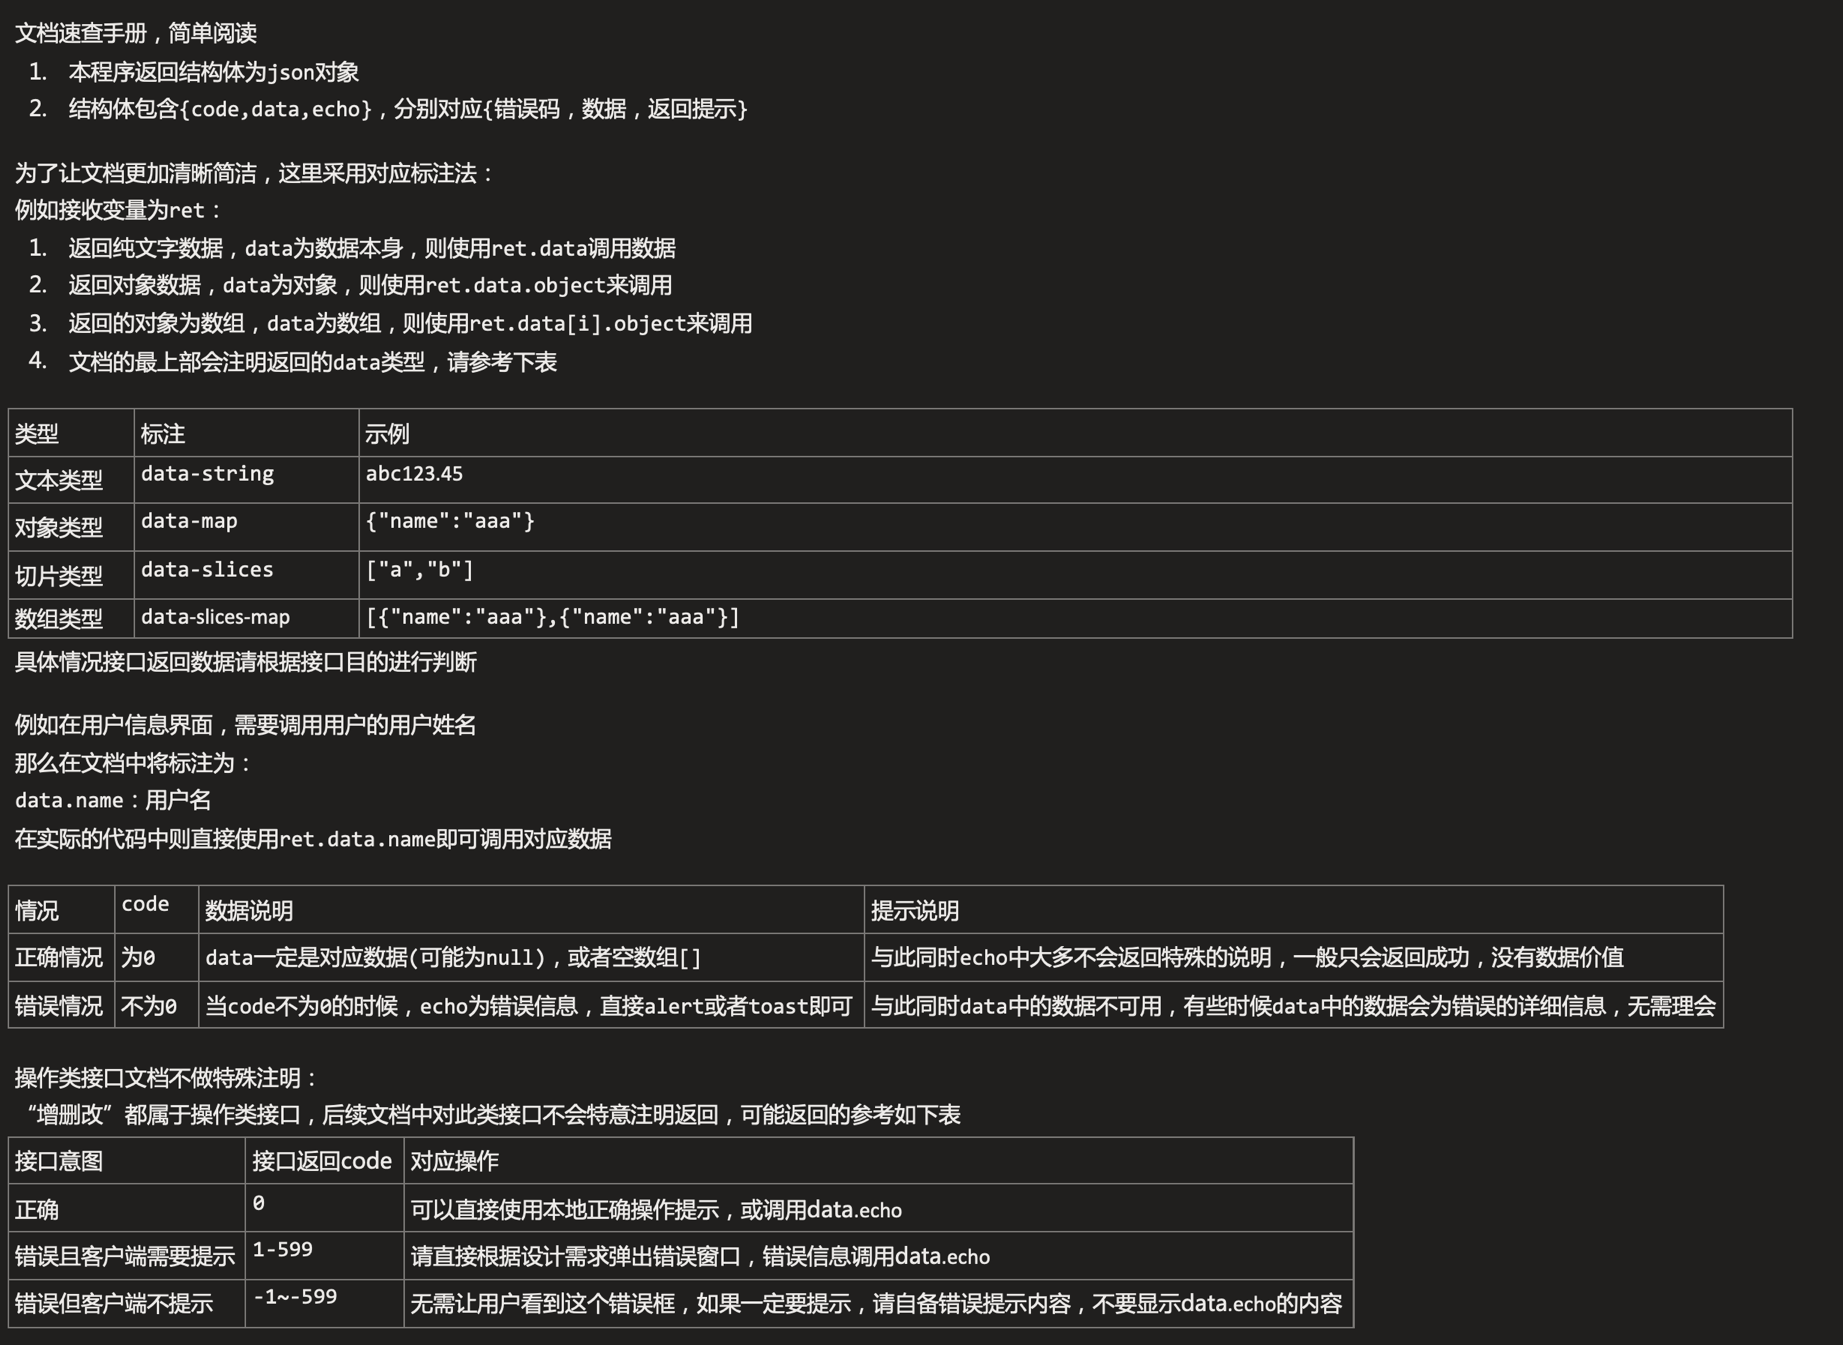 文档速查手册，简单阅读
1. 本程序返回结构体为json对象
2. 结构体包含{code,data,echo}，分别对应{错误码，数据，返回提示}
为了让文档更加清晰简洁，这里采用对应标注法：
例如接收变量为ret：
1. 返回纯文字数据，data为数据本身，则使用ret.data调用数据
2. 返回对象数据，data为对象，则使用ret.data.object来调用
3. 返回的对象为数组，data为数组，则使用ret.data[i].object来调用
4. 文档的最上部会注明返回的data类型，请参考下表
类型 标注 示例
文本类型 data-string abc123.45
对象类型 data-map {"name":"aaa"}
切片类型 data-slices ["a","b"]
数组类型 data-slices-map [{"name":"aaa"},{"name":"aaa"}]
具体情况接口返回数据请根据接口目的进行判断
例如在用户信息界面，需要调用用户的用户姓名
那么在文档中将标注为：
data.name：用户名
在实际的代码中则直接使用ret.data.name即可调用对应数据
情况 code 数据说明 提示说明
正确情况 为0 data一定是对应数据(可能为null)，或者空数组[] 与此同时echo中大多不会返回特殊的说明，一般只会返回成功，没有数据价值
错误情况 不为0 当code不为0的时候，echo为错误信息，直接alert或者toast即可 与此同时data中的数据不可用，有些时候data中的数据会为错误的详细信息，无需理会
操作类接口文档不做特殊注明：
“增删改”都属于操作类接口，后续文档中对此类接口不会特意注明返回，可能返回的参考如下表
接口意图 接口返回code 对应操作
正确 0 可以直接使用本地正确操作提示，或调用data.echo
错误且客户端需要提示 1-599 请直接根据设计需求弹出错误窗口，错误信息调用data.echo
错误但客户端不提示 -1~-599 无需让用户看到这个错误框，如果一定要提示，请自备错误提示内容，不要显示data.echo的内容